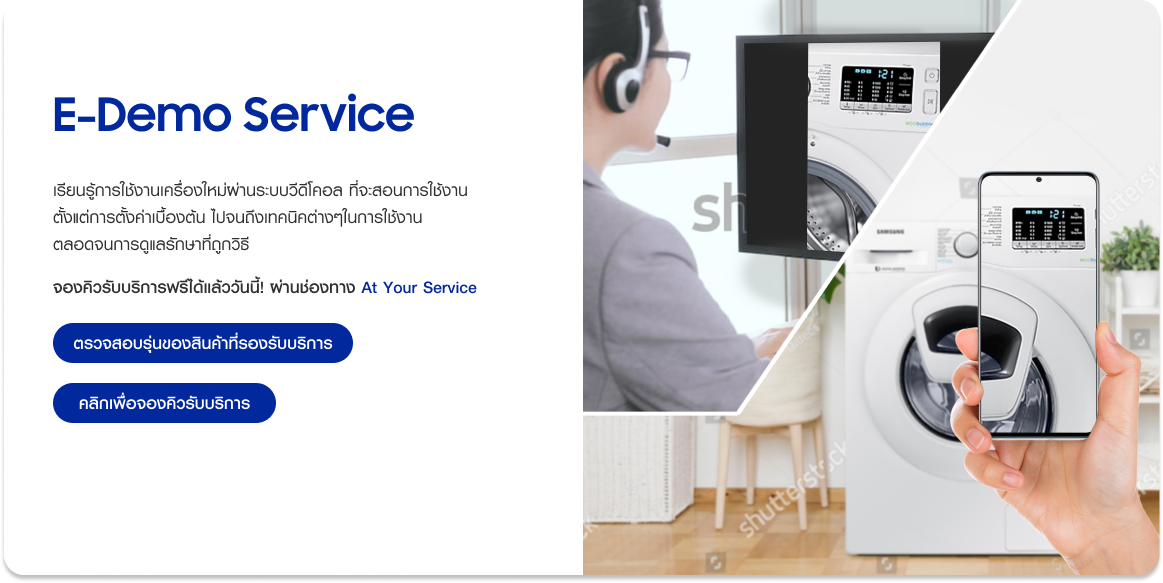 E-Demo Service
เรียนรู้การใช้งานเครื่องใหม่ผ่านระบบวีดีโคอล ที่จะสอนการใช้งาน
ตั้งแต่การตั้งค่าเบื้องต้น ไปจนถึงเทคนิคต่างๆในการใช้งาน
ตลอดจนการดูแลรักษาที่ถูกวิธี
จองคิวรับบริการฟรีได้แล้ววันนี้! ผ่านช่องทาง At Your Service
ตรวจสอบรุ่นของสินค้าที่รองรับบริการ
คลิกเพื่อจองคิวรับบริการ
1:21
sh
1:21
SAMSUNG
shutterstock